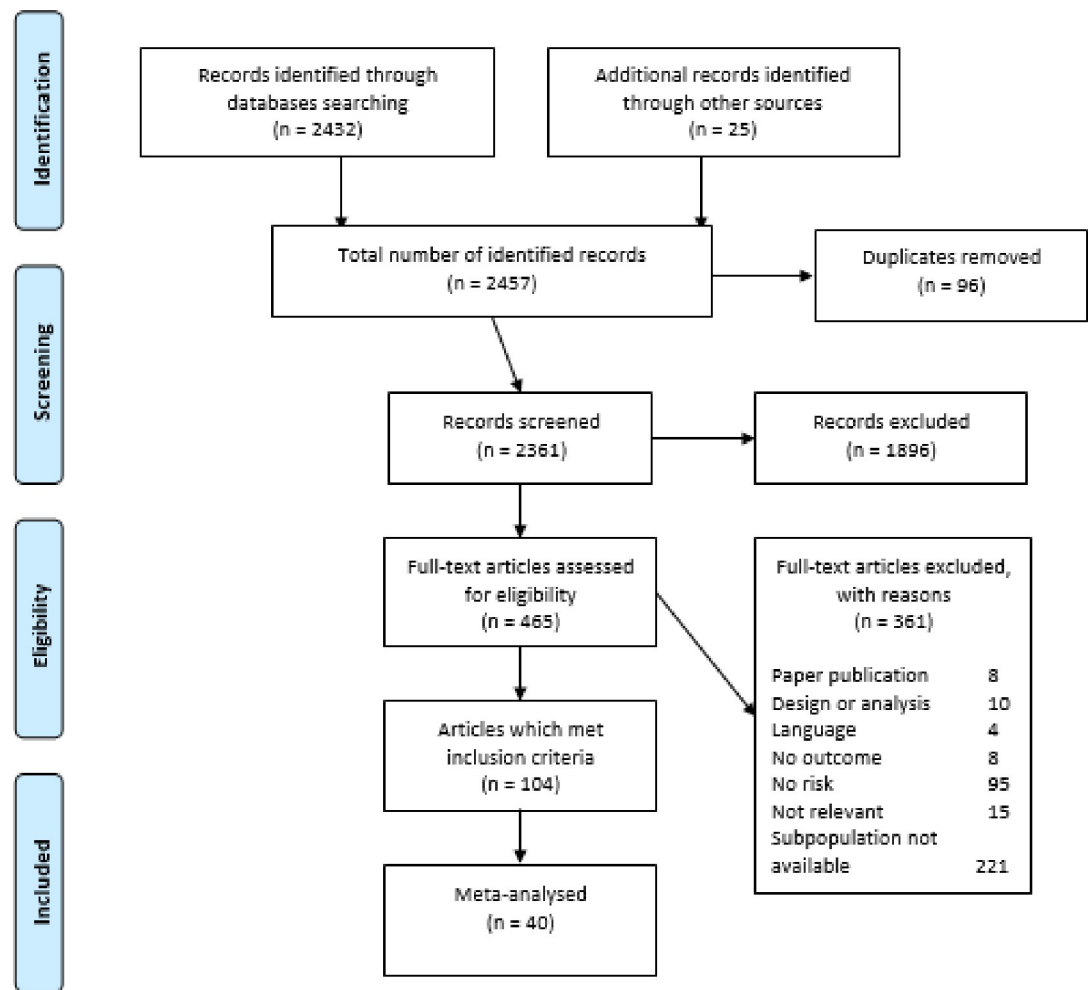 Identification
Records identified through
databases searching
(n = 2432)
Additional records identified
through other sources
(n = 25)
Total number of identified records
(n = 2457)
Duplicates removed
(n = 96)
Screening
Records screened
(n = 2361)
Records excluded
(n = 1896)
Eligibility
Full-text articles assessed
for eligibility
(n = 465)
Full-text articles excluded,
with reasons
(n = 361)
Paper publication 8
Design or analysis 10
Language 4
No outcome 8
No risk 95
Not relevant 15
Subpopulation not
available 221
Articles which met
inclusion criteria
(n = 104)
Included
Meta-analysed
(n = 40)